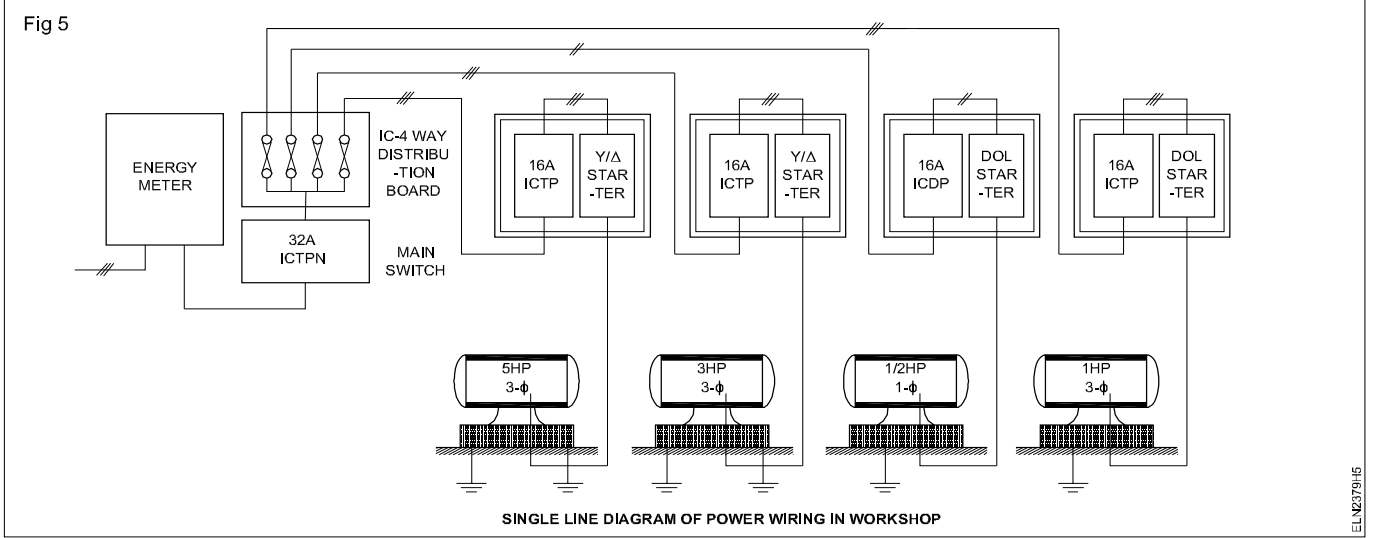 Fig 5
ENERGY
METER
IC-4 WAY
DISTRIBU
-TION
BOARD
32A
ICTPN
MAIN
SWITCH
16A
ICTP
Y/Δ
STAR
-TER
16A
ICTP
Y/Δ
STAR
-TER
16A
ICDP
DOL
STAR
-TER
16A
ICTP
DOL
STAR
-TER
5HP
3-ϕ
3HP
3-ϕ
1/2HP
1-ϕ
1HP
3-ϕ
SINGLE LINE DIAGRAM OF POWER WIRING IN WORKSHOP
ELN2379H5